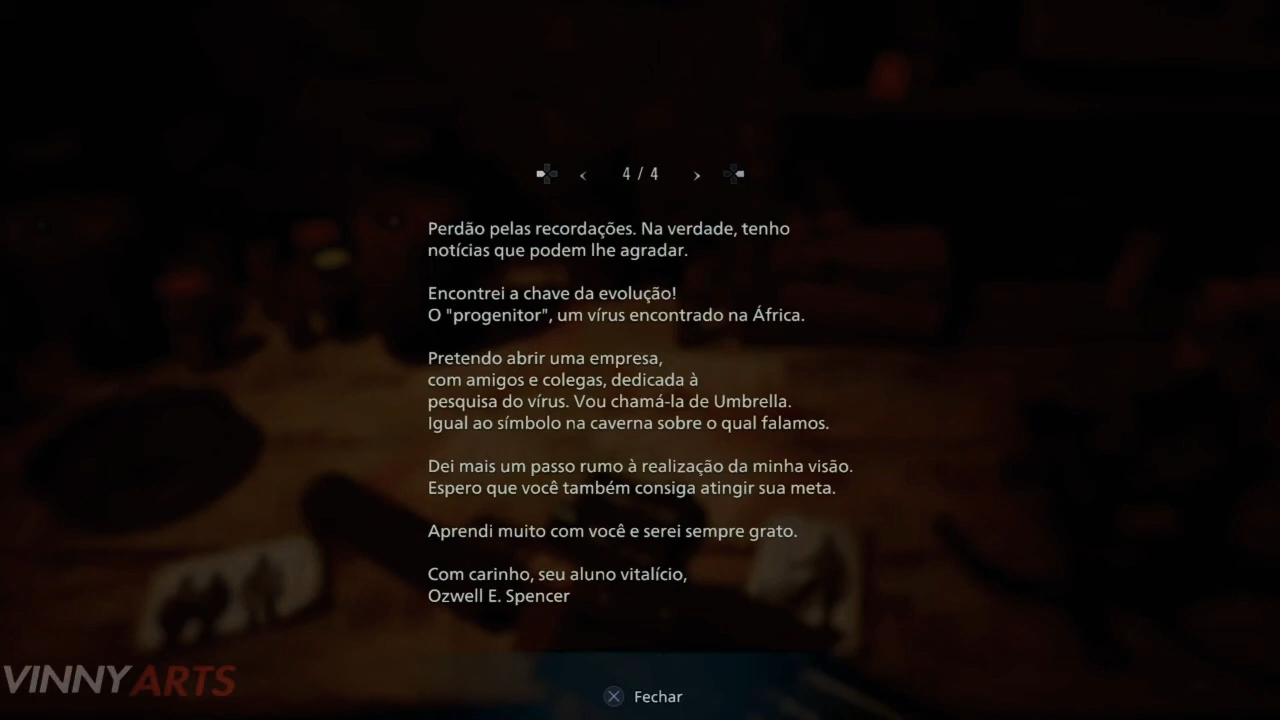 4 / 4
Perdão pelas recordações. Na verdade, tenho
notícias que podem lhe agradar.
Encontrei a chave da evolução!
O "progenitor", um vírus encontrado na África.
Pretendo abrir uma empresa,
com amigos e colegas, dedicada à
pesquisa do vírus. Vou chamá-la de Umbrella.
Igual ao símbolo na caverna sobre o qual falamos.
Dei mais um passo rumo à realização da minha visão.
Espero que você também consiga atingir sua meta.
Aprendi muito com você e serei sempre grato.
Com carinho, seu aluno vitalício,
Ozwell E. Spencer
VINNYARTS
Fechar